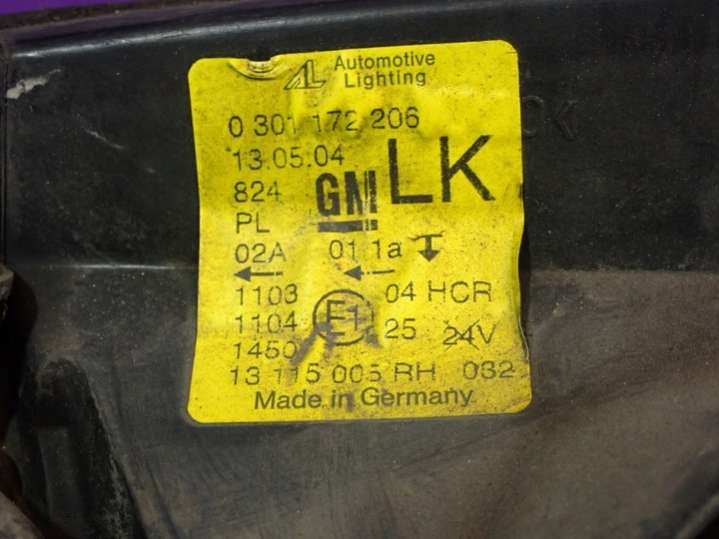 AL Automotive
Lighting
0 301 172 206
13.05.04
824 GM LK
PL
02A 01 1a
1103 04 HCR
1104 E1 25 24V
1450
13 115 005 RH 032
Made in Germany